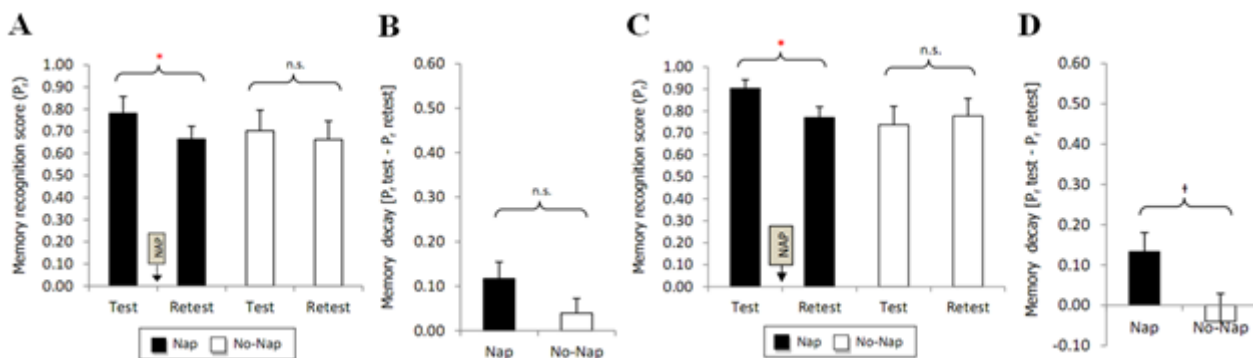 A
Memory recognition score (Pr)
1.00
0.90
0.80
0.70
0.60
0.50
0.40
0.30
0.20
0.10
0.00
*
n.s.
NAP
Test Retest Test Retest
Nap No-Nap
B
Memory decay [Pr test - Pr retest]
0.60
0.50
0.40
0.30
0.20
0.10
0.00
n.s.
Nap No-Nap
C
Memory recognition score (Pr)
1.00
0.90
0.80
0.70
0.60
0.50
0.40
0.30
0.20
0.10
0.00
*
n.s.
NAP
Test Retest Test Retest
Nap No-Nap
D
Memory decay [Pr test - Pr retest]
0.60
0.50
0.40
0.30
0.20
0.10
0.00
-0.10
†
Nap No-Nap